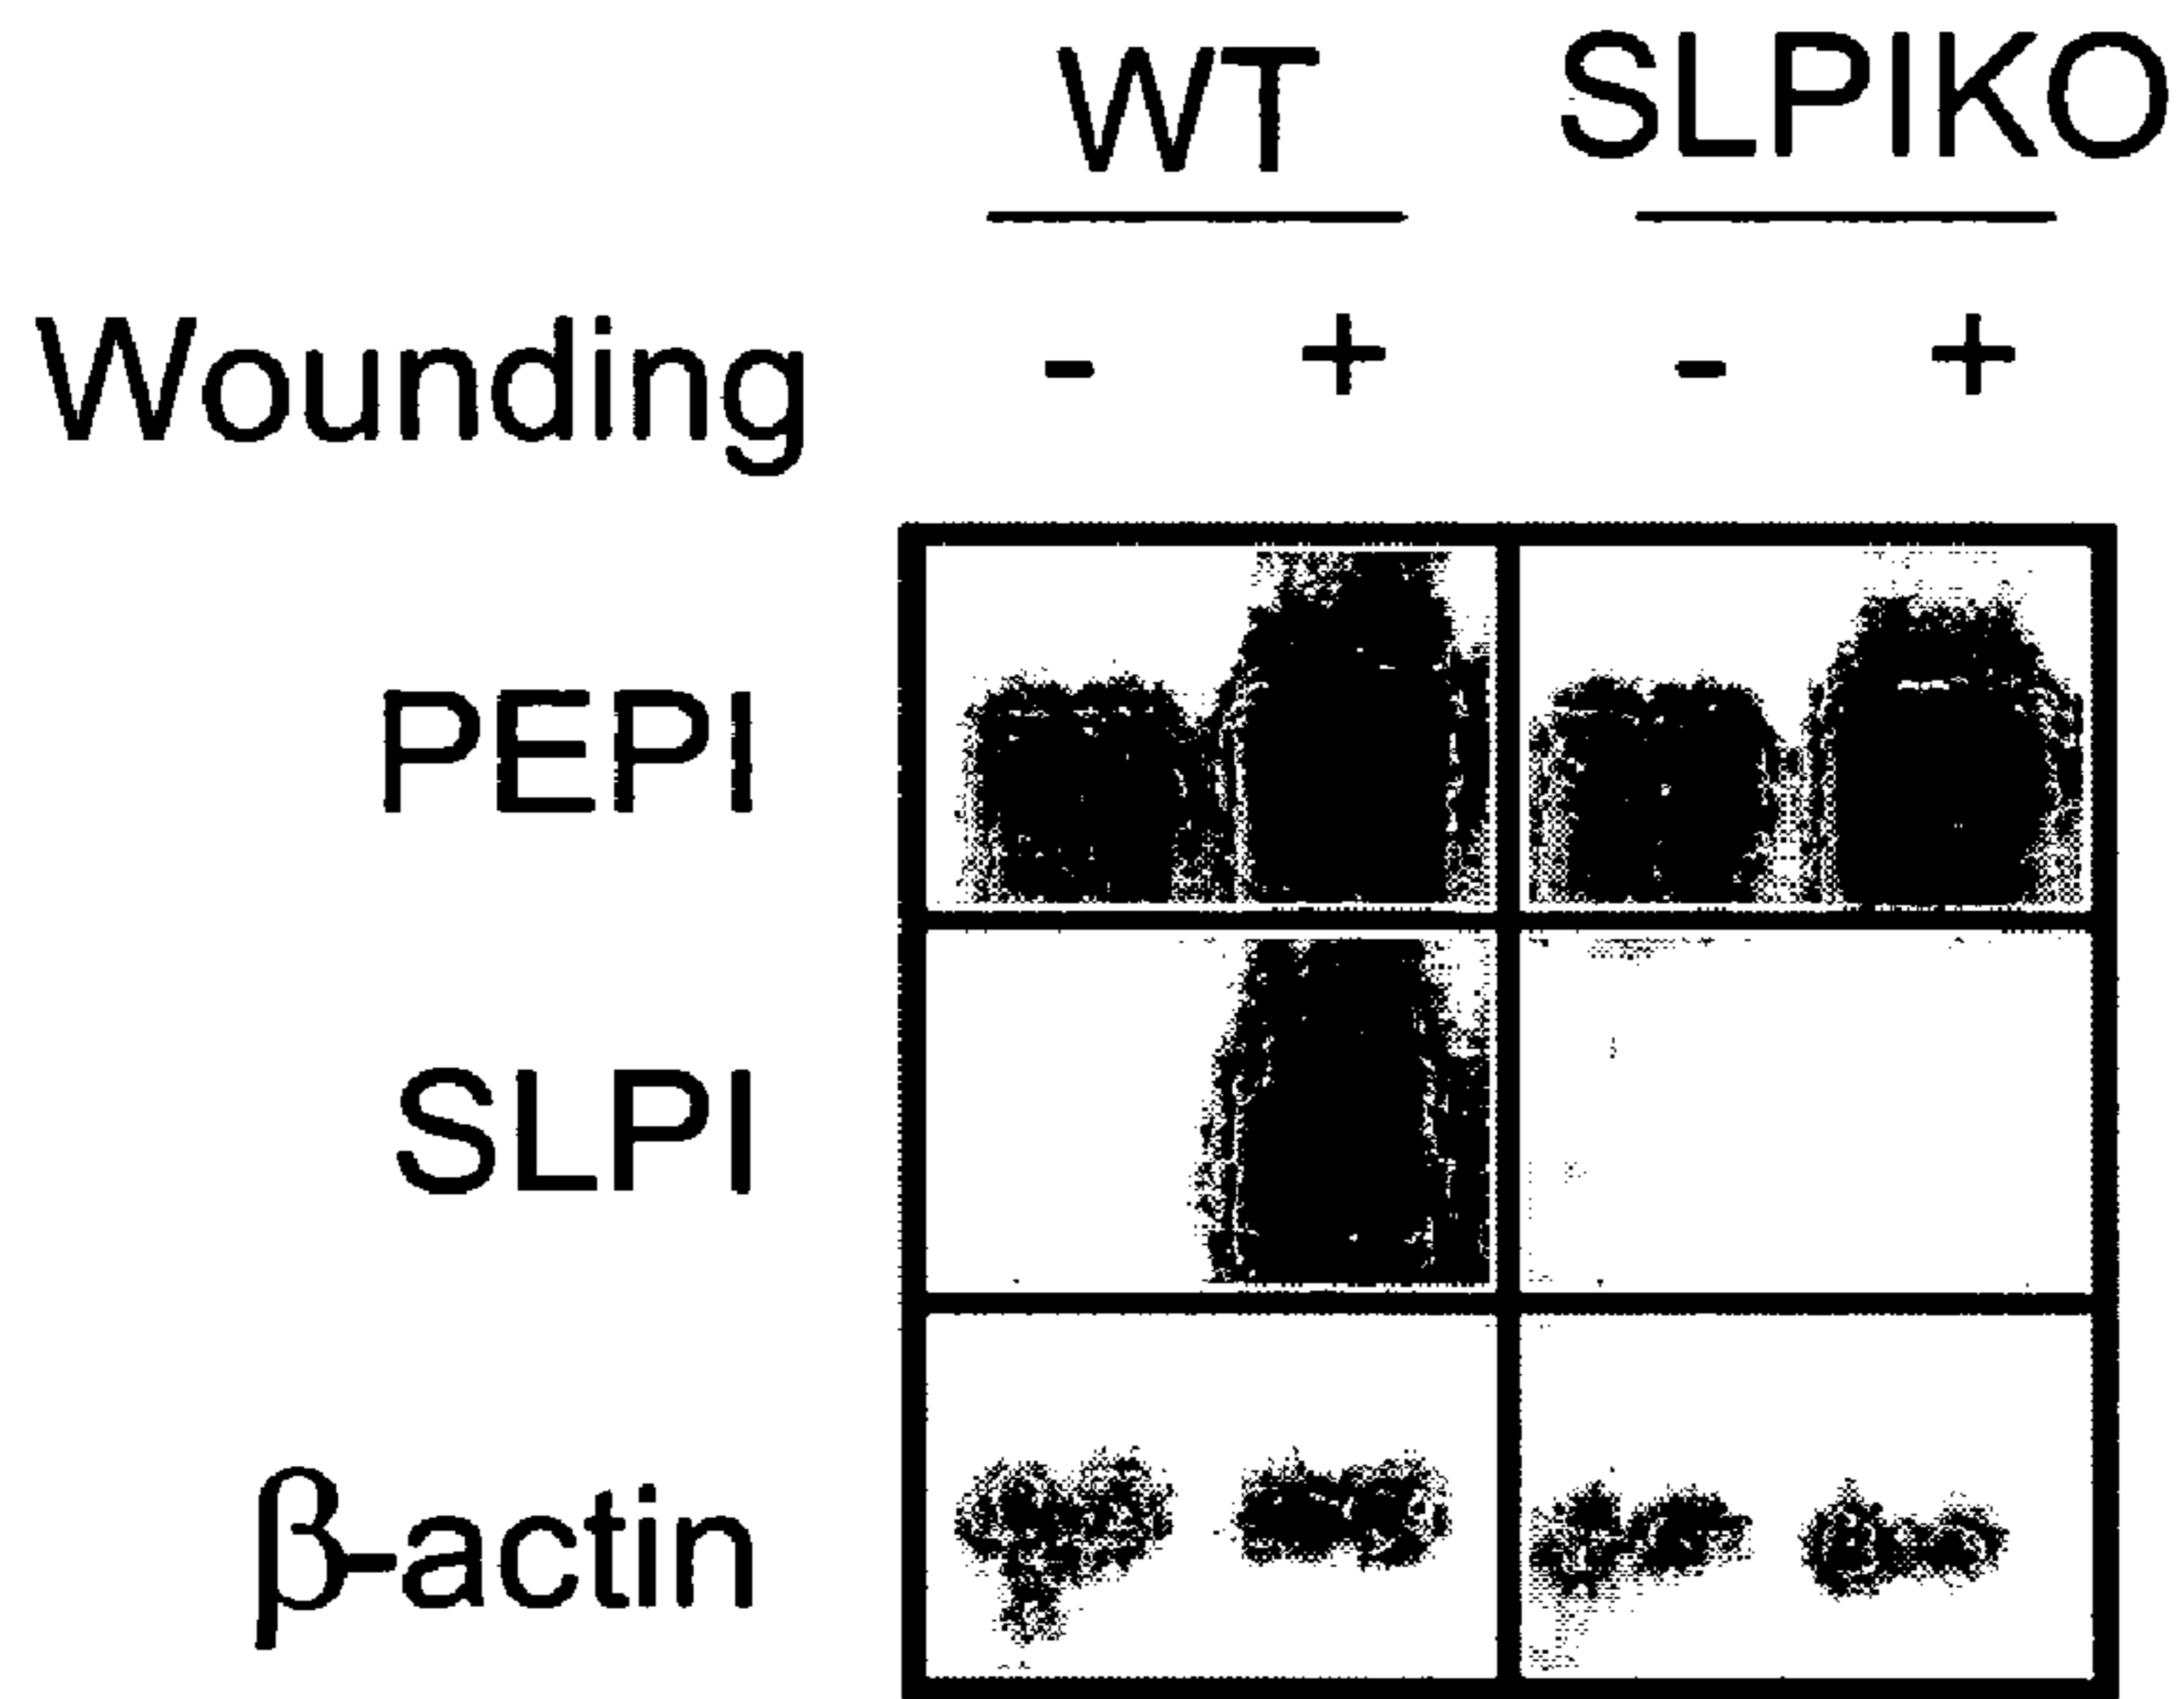 WT SLPIKO
Wounding - + - +
PEPI
SLPI
β-actin